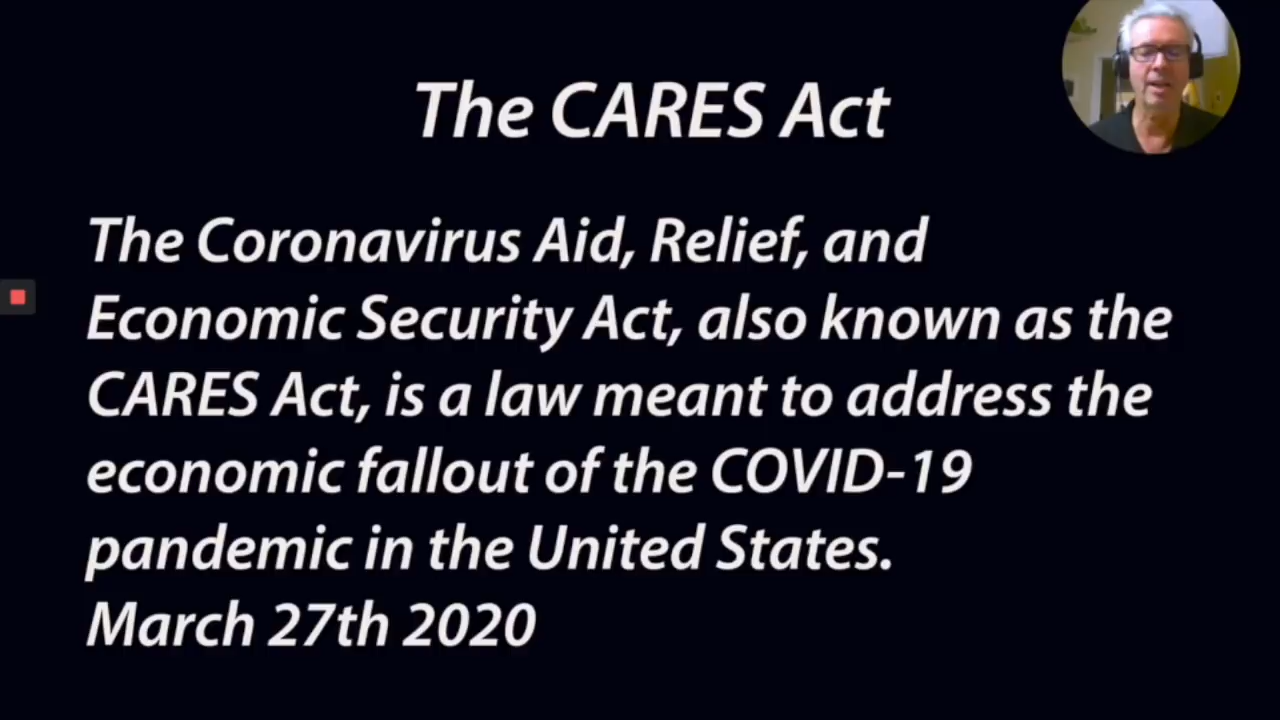 The CARES Act
The Coronavirus Aid, Relief, and
Economic Security Act, also known as the
CARES Act, is a law meant to address the
economic fallout of the COVID-19
pandemic in the United States.
March 27th 2020